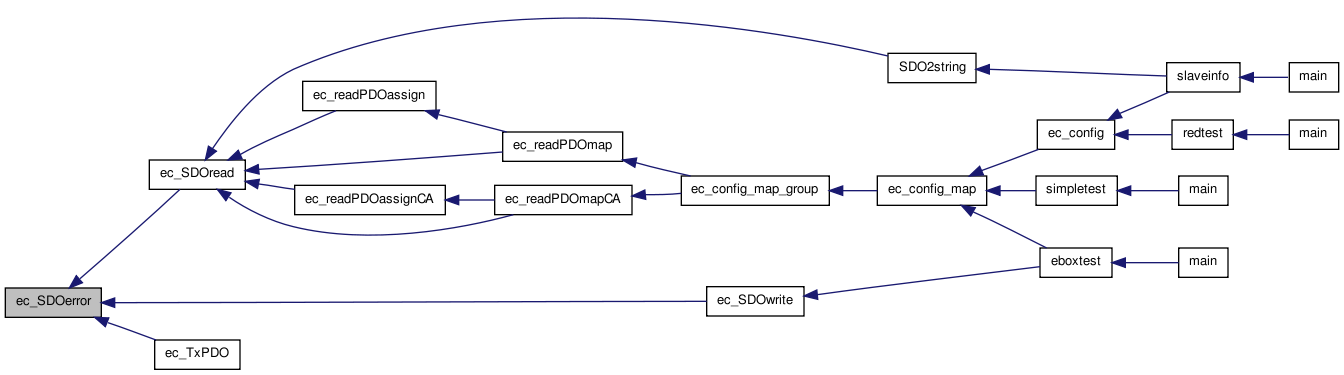 SDO2string
slaveinfo
main
ec_readPDOassign
ec_config
redtest
main
ec_readPDOmap
ec_SDOread
ec_config_map_group
ec_config_map
simpletest
main
ec_readPDOassignCA
ec_readPDOmapCA
eboxtest
main
ec_SDOerror
ec_SDOwrite
ec_TxPDO